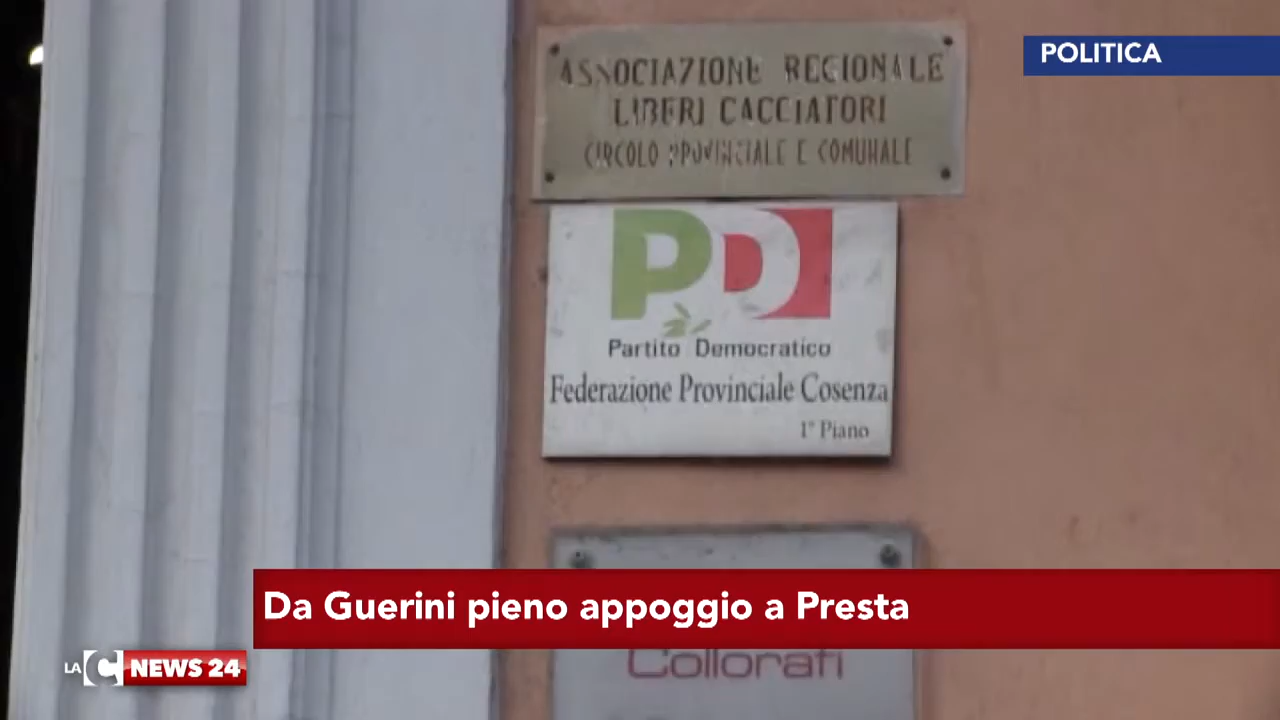 POLITICA
ASSOCIAZIONE REGIONALE
LIBERI CACCIATORI
CIRCOLO PROVINCIALE E COMUNALE
PD
Partito Democratico
Federazione Provinciale Cosenza
1° Piano
Da Guerini pieno appoggio a Presta
Collorafi
LA C NEWS 24